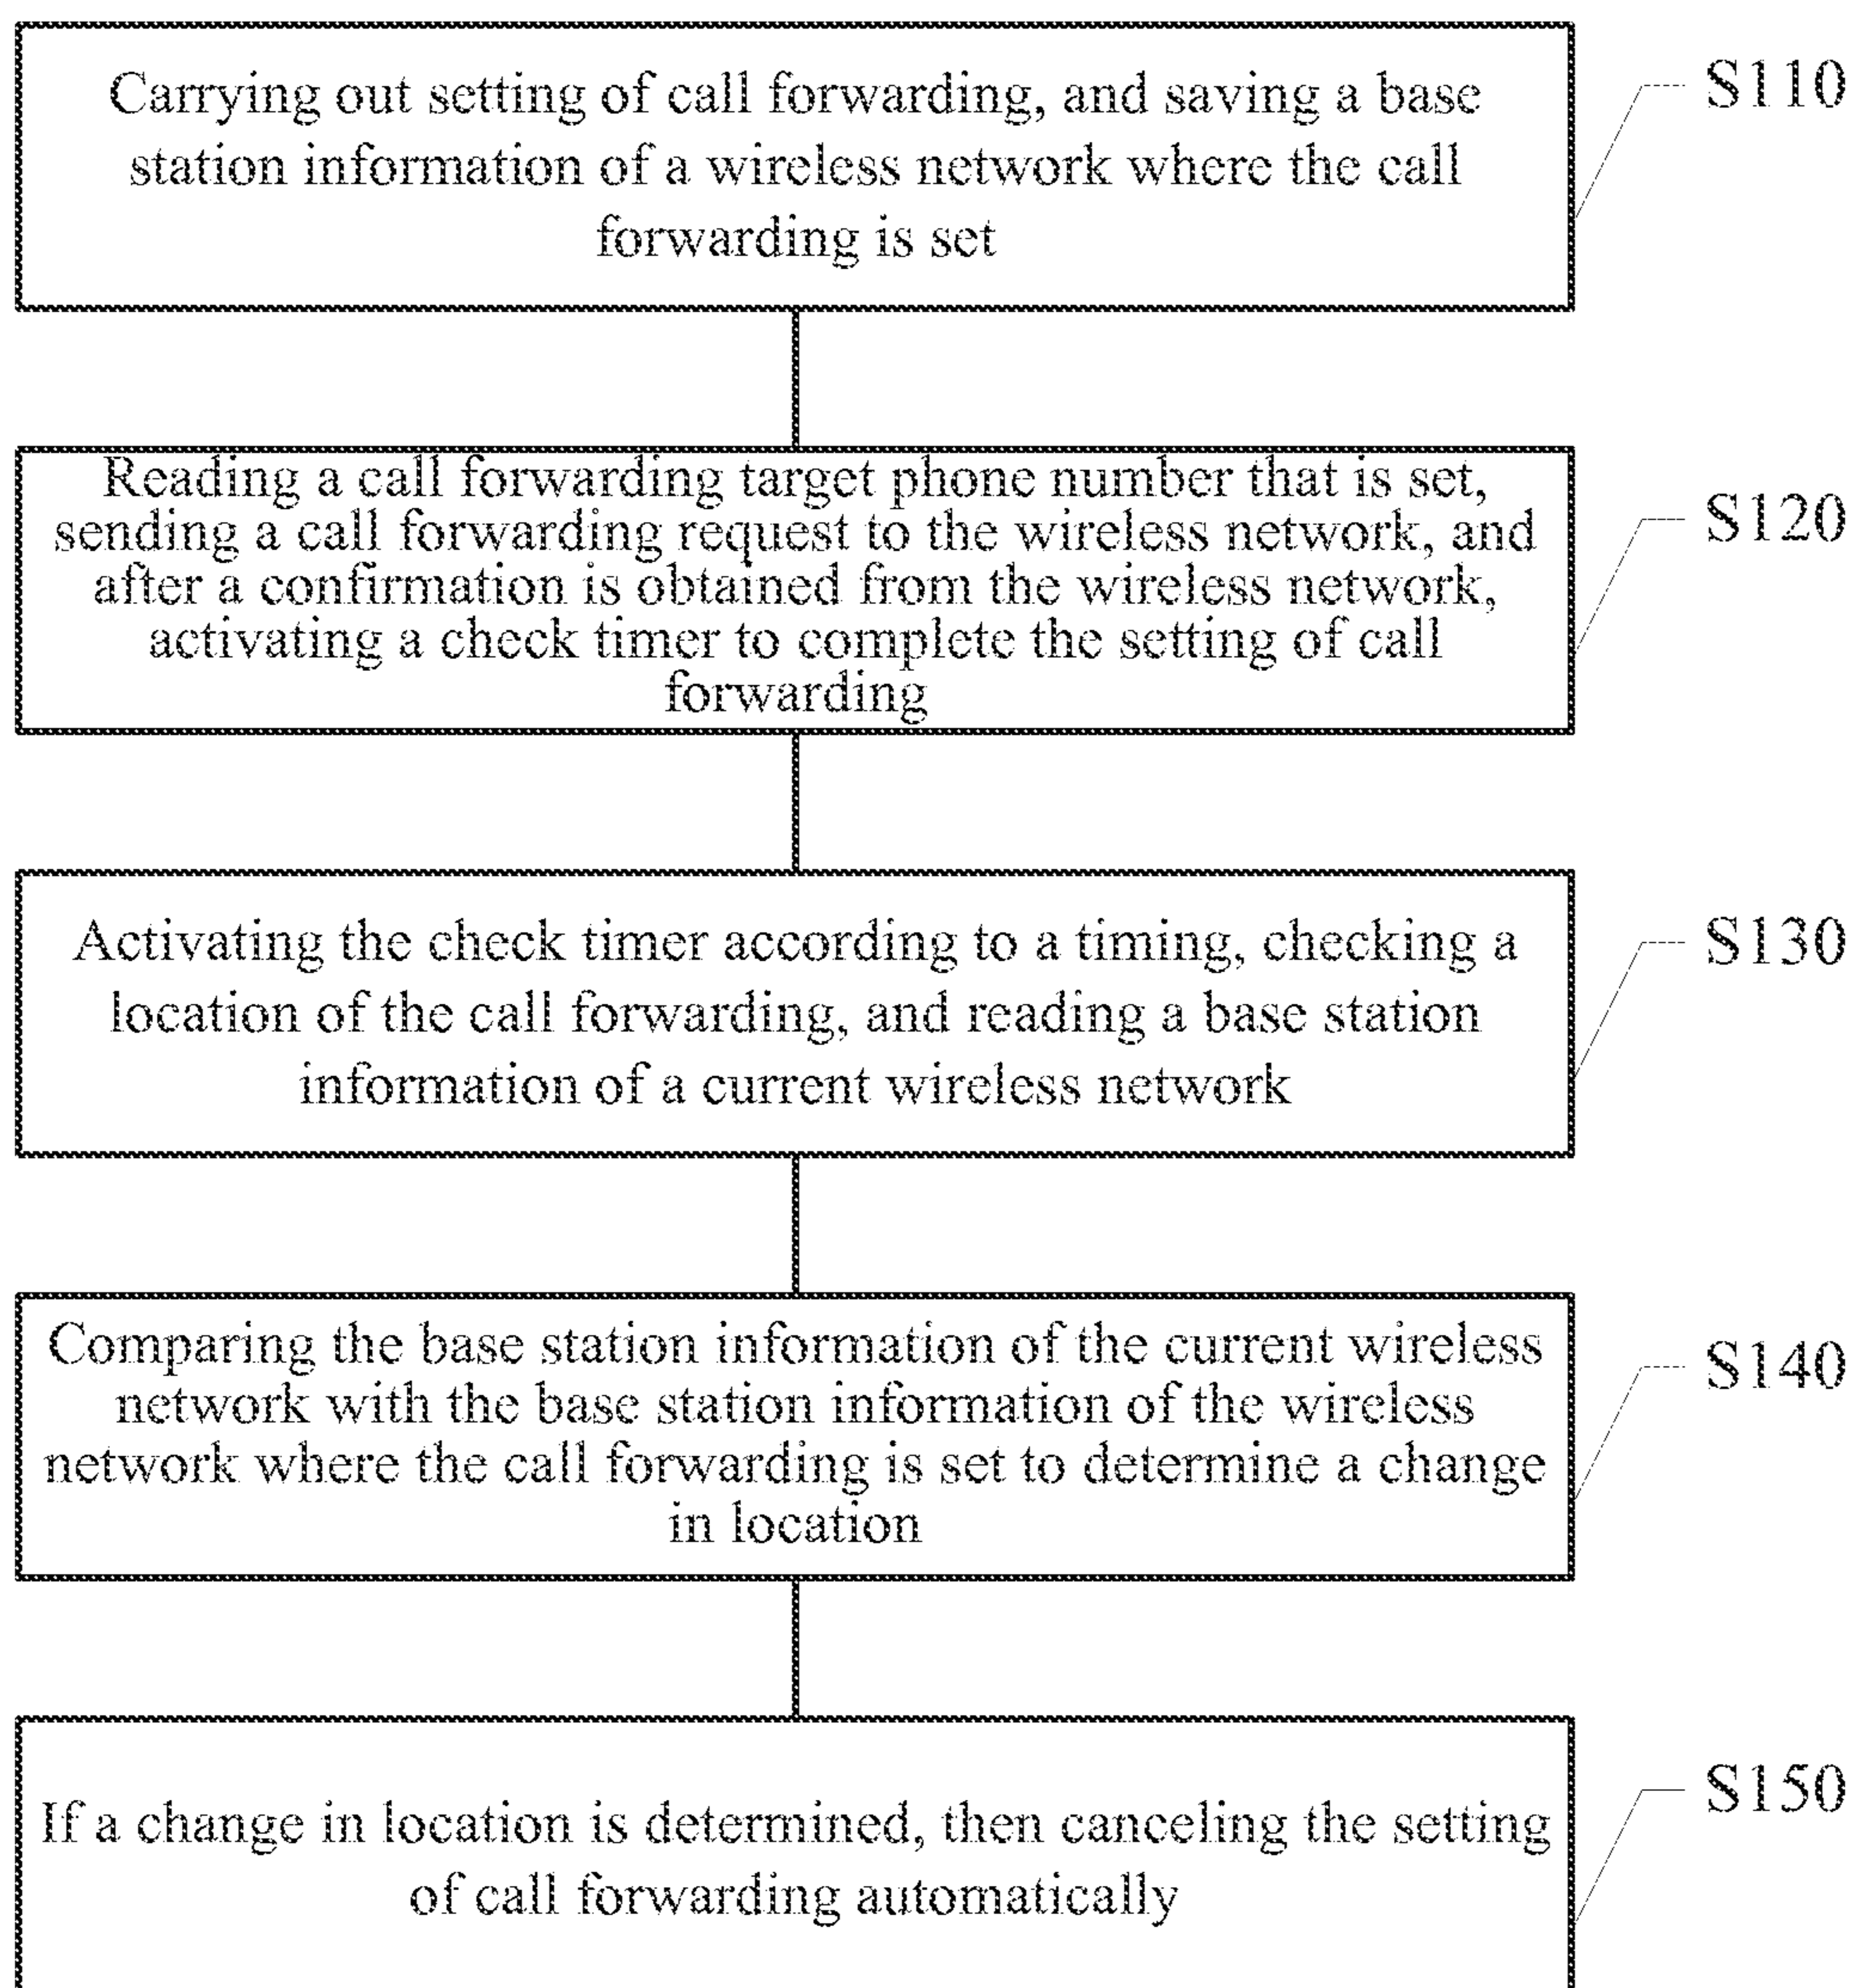 Carrying out setting of call forwarding, and saving a base
station information of a wireless network where the call
forwarding is set
S110
Reading a call forwarding target phone number that is set,
sending a call forwarding request to the wireless network, and
after a confirmation is obtained from the wireless network,
activating a check timer to complete the setting of call
forwarding
S120
Activating the check timer according to a timing, checking a
location of the call forwarding, and reading a base station
information of a current wireless network
S130
Comparing the base station information of the current wireless
network with the base station information of the wireless
network where the call forwarding is set to determine a change
in location
S140
If a change in location is determined, then canceling the setting
of call forwarding automatically
S150